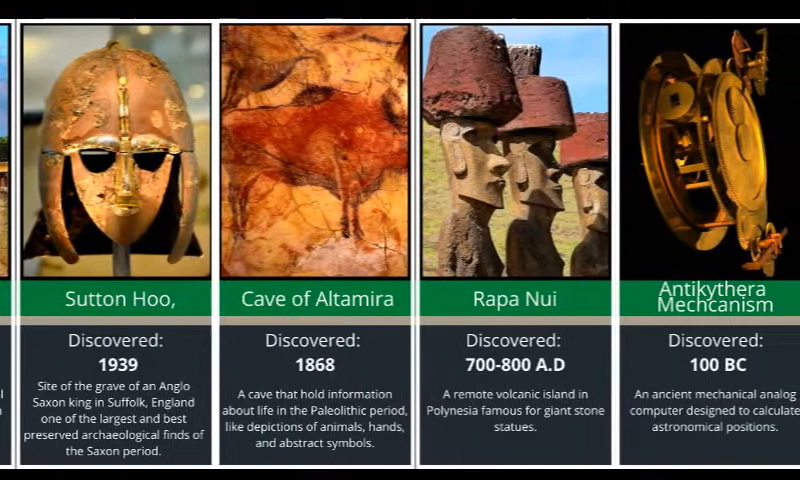 Sutton Hoo,
Discovered:
1939
Site of the grave of an Anglo
Saxon king in Suffolk, England
one of the largest and best
preserved archaeological finds of
the Saxon period.
Cave of Altamira
Discovered:
1868
A cave that hold information
about life in the Paleolithic period,
like depictions of animals, hands,
and abstract symbols.
Rapa Nui
Discovered:
700-800 A.D
A remote volcanic island in
Polynesia famous for giant stone
statues.
Antikythera
Mechcanism
Discovered:
100 BC
An ancient mechanical analog
computer designed to calculate
astronomical positions.